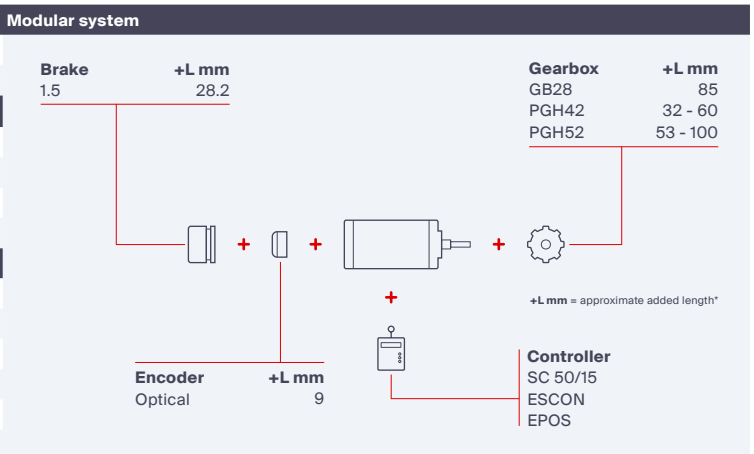 Modular system
Brake +L mm
1.5 28.2
Gearbox +L mm
GB28 85
PGH42 32 - 60
PGH52 53 - 100
+L mm = approximate added length*
Encoder +L mm
Optical 9
Controller
SC 50/15
ESCON
EPOS